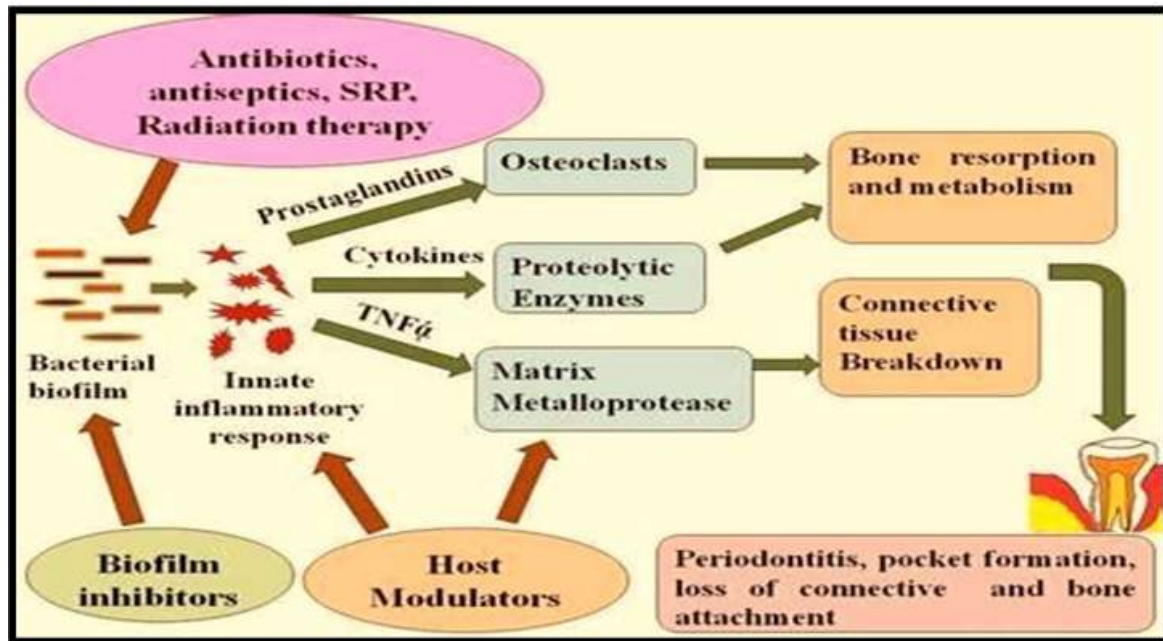 Antibiotics,
antiseptics, SRP,
Radiation therapy
Prostaglandins
Osteoclasts
Bone resorption
and metabolism
Cytokines
Proteolytic
Enzymes
TNFά
Connective
tissue
Breakdown
Bacterial
biofilm
Innate
inflammatory
response
Matrix
Metalloprotease
Biofilm
inhibitors
Host
Modulators
Periodontitis, pocket formation,
loss of connective and bone
attachment